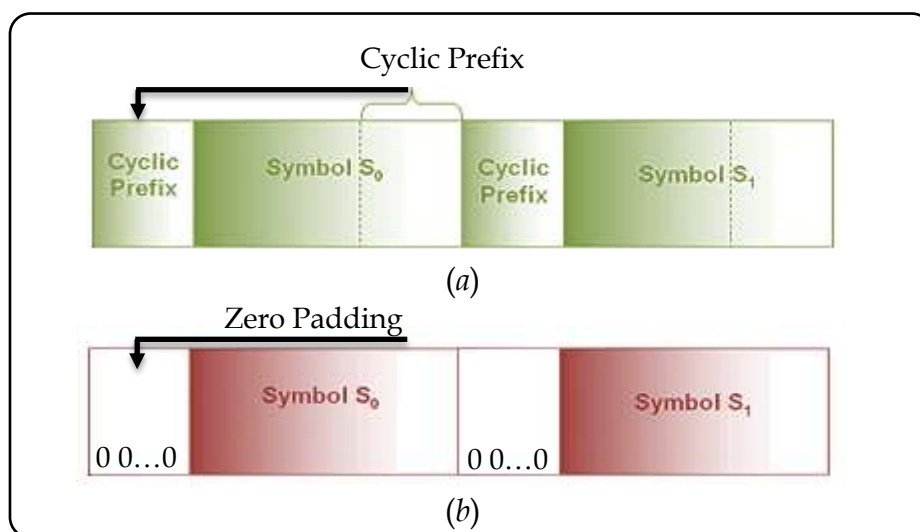 Cyclic Prefix
Cyclic Prefix Symbol S₀ Cyclic Prefix Symbol S₁
(a)
Zero Padding
Symbol S₀ Symbol S₁
0 0…0 0 0…0
(b)